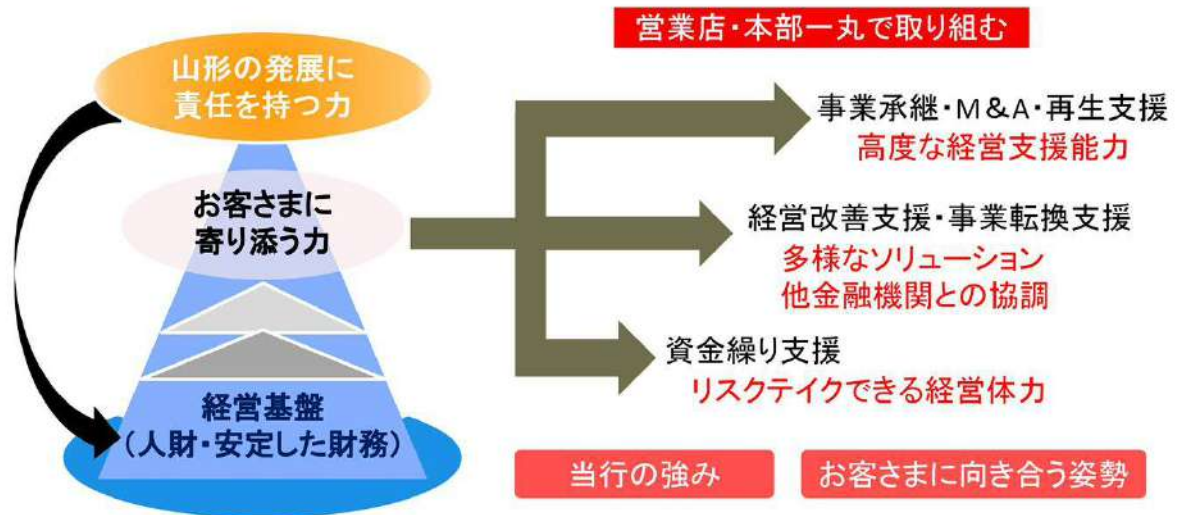 営業店・本部一丸で取り組む
山形の発展に
責任を持つ力
お客さまに
寄り添う力
経営基盤
（人財・安定した財務）
事業承継・M＆A・再生支援
高度な経営支援能力
経営改善支援・事業転換支援
多様なソリューション
他金融機関との協調
資金繰り支援
リスクテイクできる経営体力
当行の強み
お客さまに向き合う姿勢